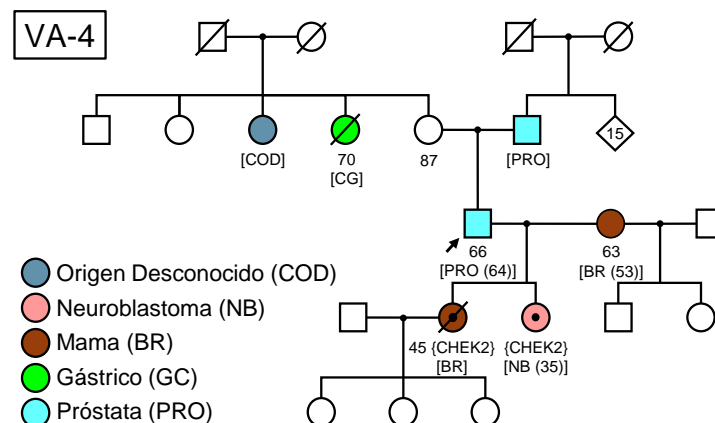 VA-4
15
[COD]
70
[CG]
87
[PRO]
66
[PRO (64)]
63
[BR (53)]
45 {CHEK2}
[BR]
{CHEK2}
[NB (35)]
Origen Desconocido (COD)
Neuroblastoma (NB)
Mama (BR)
Gástrico (GC)
Próstata (PRO)